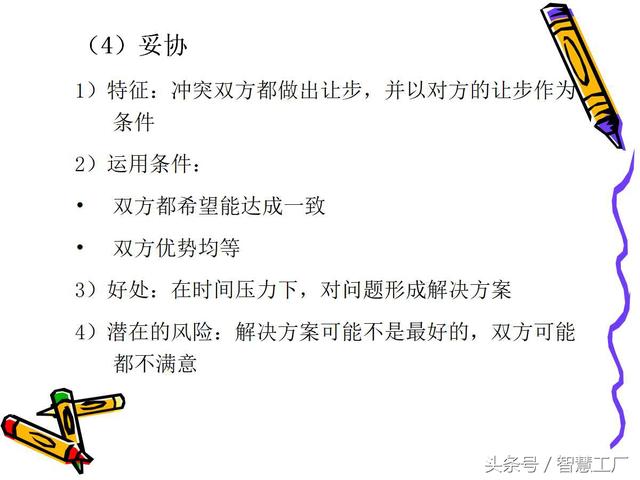 （4）妥协
1）特征：冲突双方都做出让步，并以对方的让步作为
条件
2）运用条件：
• 双方都希望能达成一致
• 双方优势均等
3）好处：在时间压力下，对问题形成解决方案
4）潜在的风险：解决方案可能不是最好的，双方可能
都不满意
头条号／智慧工厂